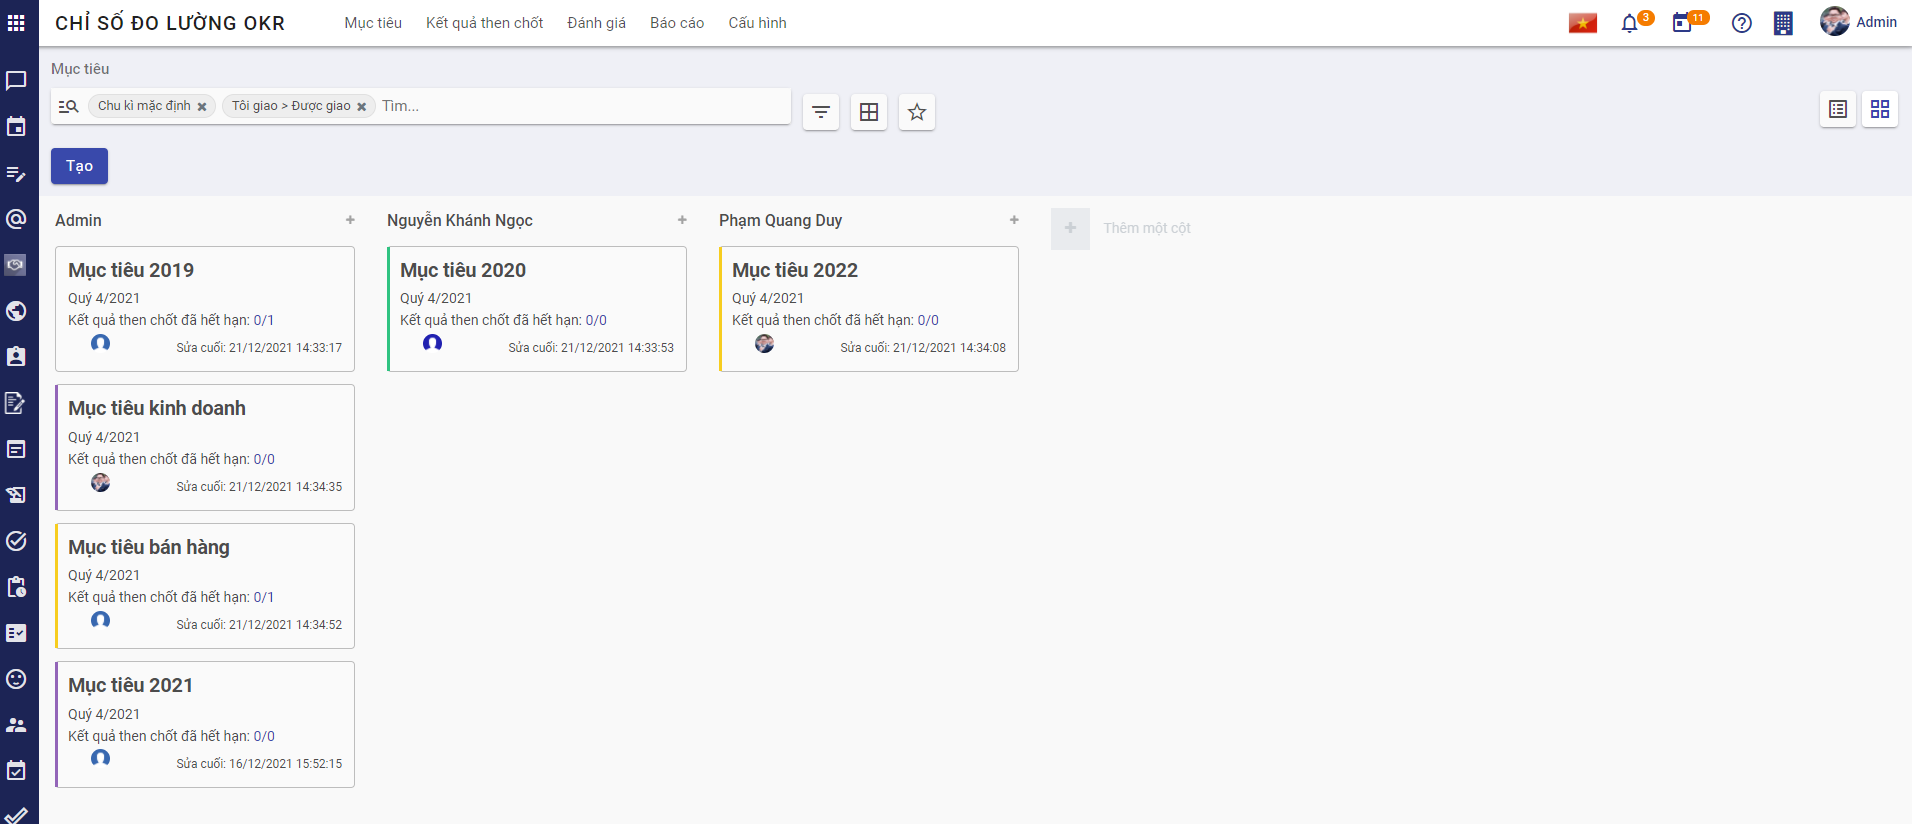 CHỈ SỐ ĐO LƯỜNG OKR
Mục tiêu
Kết quả then chốt
Đánh giá
Báo cáo
Cấu hình
3
11
Admin
Mục tiêu
Chu kì mặc định
Tôi giao > Được giao
Tìm...
Tạo
Admin
Mục tiêu 2019
Quý 4/2021
Kết quả then chốt đã hết hạn: 0/1
Sửa cuối: 21/12/2021 14:33:17
Mục tiêu kinh doanh
Quý 4/2021
Kết quả then chốt đã hết hạn: 0/0
Sửa cuối: 21/12/2021 14:34:35
Mục tiêu bán hàng
Quý 4/2021
Kết quả then chốt đã hết hạn: 0/1
Sửa cuối: 21/12/2021 14:34:52
Mục tiêu 2021
Quý 4/2021
Kết quả then chốt đã hết hạn: 0/0
Sửa cuối: 16/12/2021 15:52:15
Nguyễn Khánh Ngọc
Mục tiêu 2020
Quý 4/2021
Kết quả then chốt đã hết hạn: 0/0
Sửa cuối: 21/12/2021 14:33:53
Phạm Quang Duy
Mục tiêu 2022
Quý 4/2021
Kết quả then chốt đã hết hạn: 0/0
Sửa cuối: 21/12/2021 14:34:08
Thêm một cột